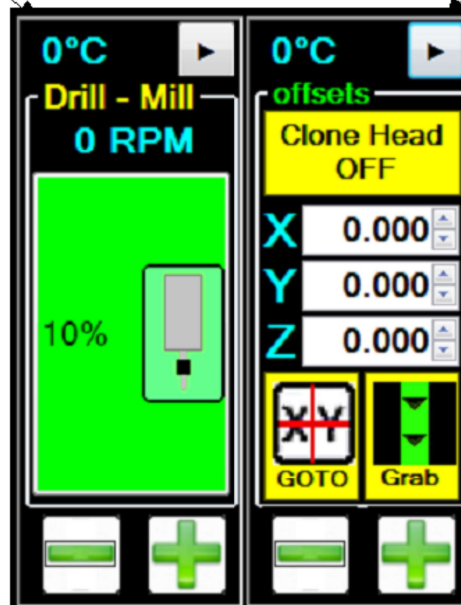 0°C
Drill - Mill
0 RPM
10%
0°C
offsets
Clone Head
OFF
X 0.000
Y 0.000
Z 0.000
X Y
GOTO
Grab